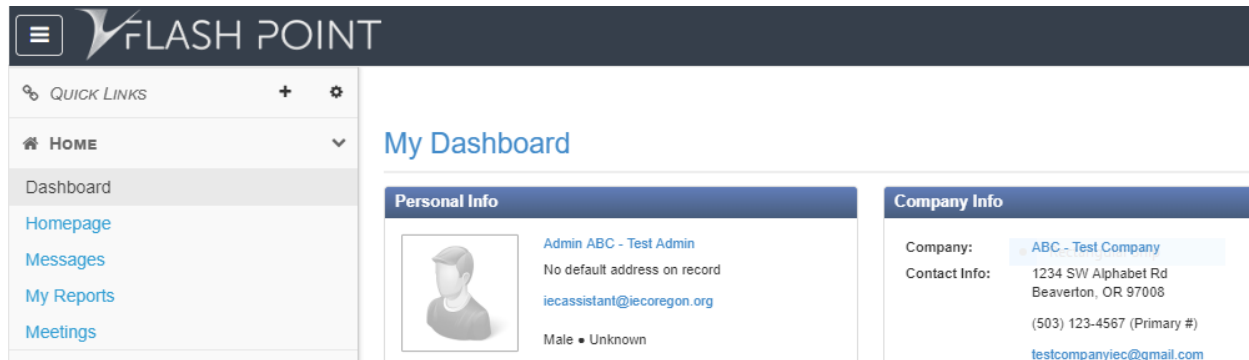 FLASH POINT
QUICK LINKS
HOME
Dashboard
Homepage
Messages
My Reports
Meetings
My Dashboard
Personal Info
Admin ABC - Test Admin
No default address on record
iecassistant@iecoregon.org
Male ● Unknown
Company Info
Company: ABC - Test Company
Contact Info: 1234 SW Alphabet Rd
Beaverton, OR 97008
(503) 123-4567 (Primary #)
testcompanyiec@gmail.com